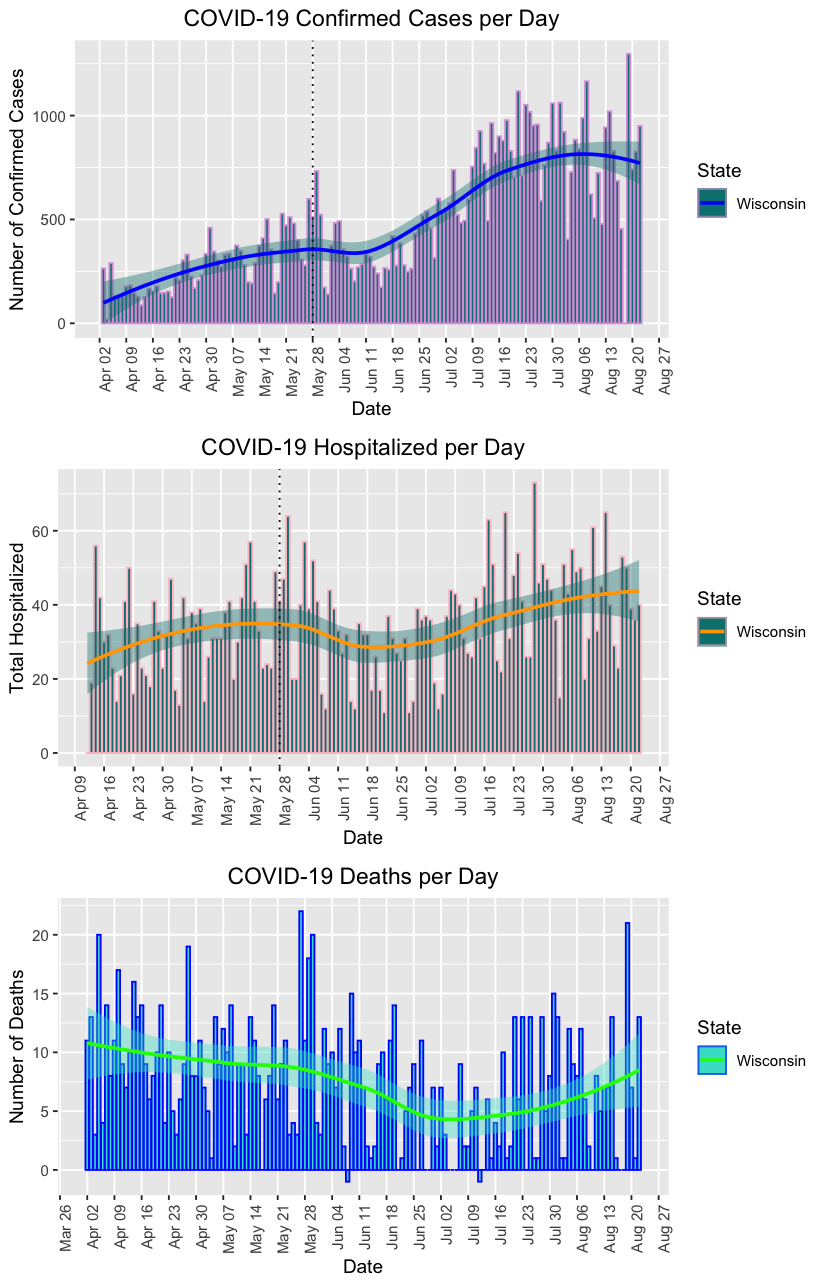 COVID-19 Confirmed Cases per Day
Number of Confirmed Cases
1000
500
0
Apr 02
Apr 09
Apr 16
Apr 23
Apr 30
May 07
May 14
May 21
May 28
Jun 04
Jun 11
Jun 18
Jun 25
Jul 02
Jul 09
Jul 16
Jul 23
Jul 30
Aug 06
Aug 13
Aug 20
Aug 27
Date
State
Wisconsin
COVID-19 Hospitalized per Day
Total Hospitalized
60
40
20
0
Apr 09
Apr 16
Apr 23
Apr 30
May 07
May 14
May 21
May 28
Jun 04
Jun 11
Jun 18
Jun 25
Jul 02
Jul 09
Jul 16
Jul 23
Jul 30
Aug 06
Aug 13
Aug 20
Aug 27
Date
State
Wisconsin
COVID-19 Deaths per Day
Number of Deaths
20
15
10
5
0
Mar 26
Apr 02
Apr 09
Apr 16
Apr 23
Apr 30
May 07
May 14
May 21
May 28
Jun 04
Jun 11
Jun 18
Jun 25
Jul 02
Jul 09
Jul 16
Jul 23
Jul 30
Aug 06
Aug 13
Aug 20
Aug 27
Date
State
Wisconsin